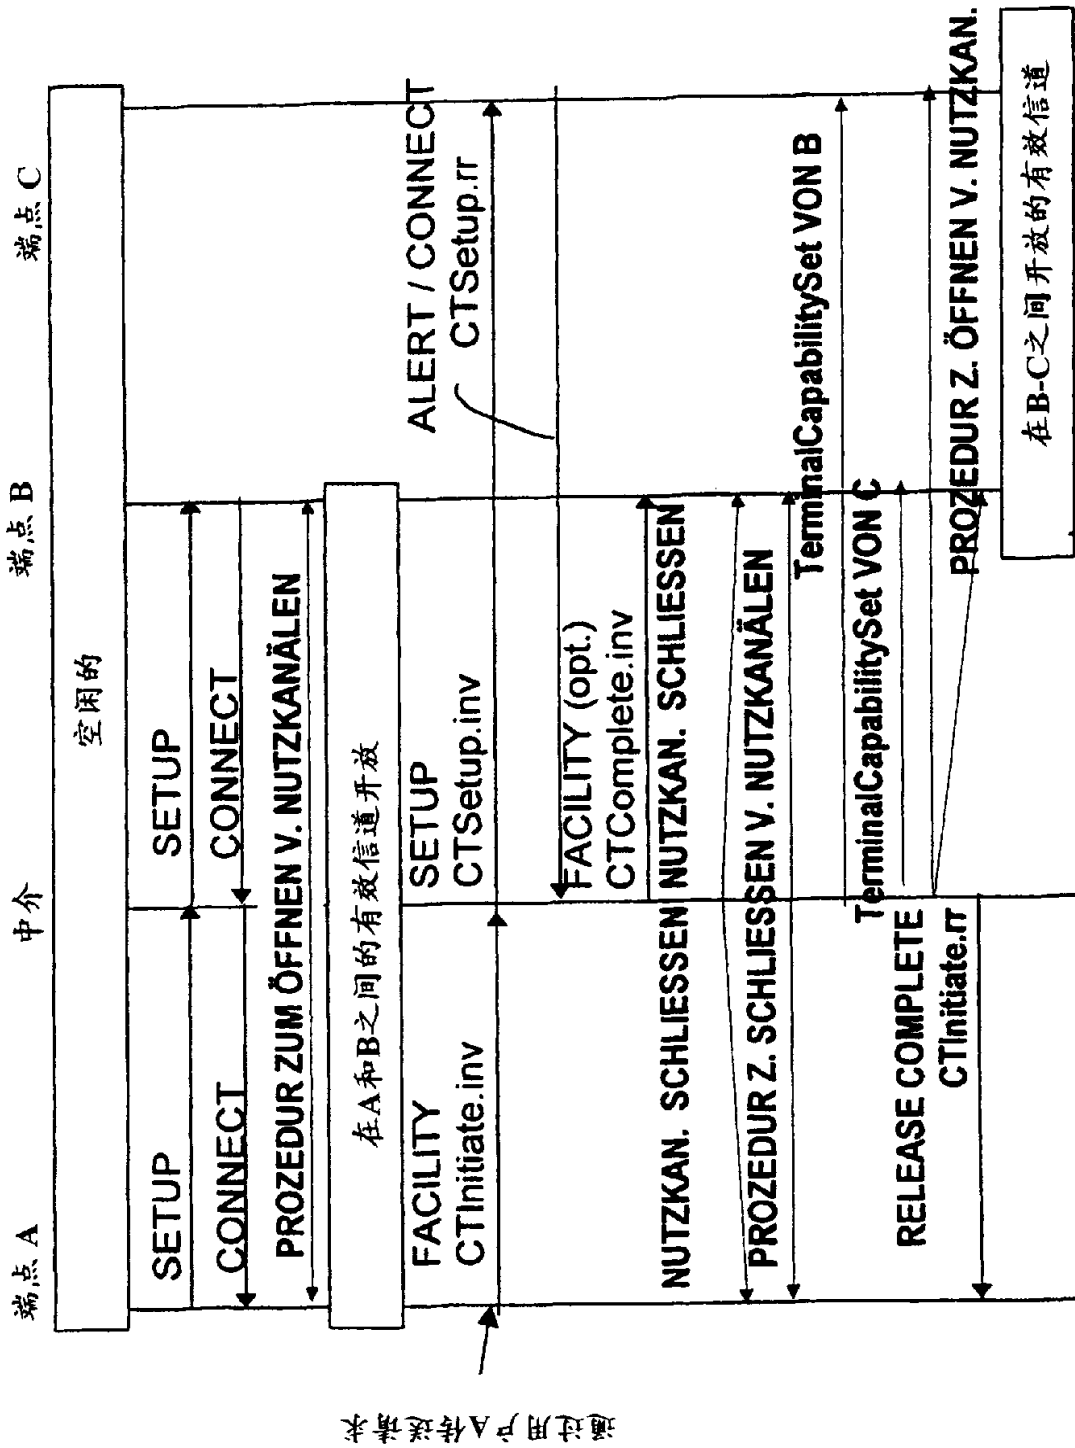 端点 A
中介
端点 B
端点 C
空闲的
SETUP
SETUP
CONNECT
CONNECT
PROZEDUR ZUM ÖFFNEN V. NUTZKANÄLEN
在A和B之间的有效信道开放
FACILITY
CTInitiate.inv
SETUP
CTSetup.inv
ALERT / CONNECT
CTSetup.rr
通过用户A传送请求
FACILITY (opt.)
CTComplete.inv
NUTZKAN. SCHLIESSEN
NUTZKAN. SCHLIESSEN
PROZEDUR Z. SCHLIESSEN V. NUTZKANÄLEN
TerminalCapabilitySet VON B
TerminalCapabilitySet VON C
RELEASE COMPLETE
CTInitiate.rr
PROZEDUR Z. ÖFFNEN V. NUTZKAN.
在B-C之间开放的有效信道